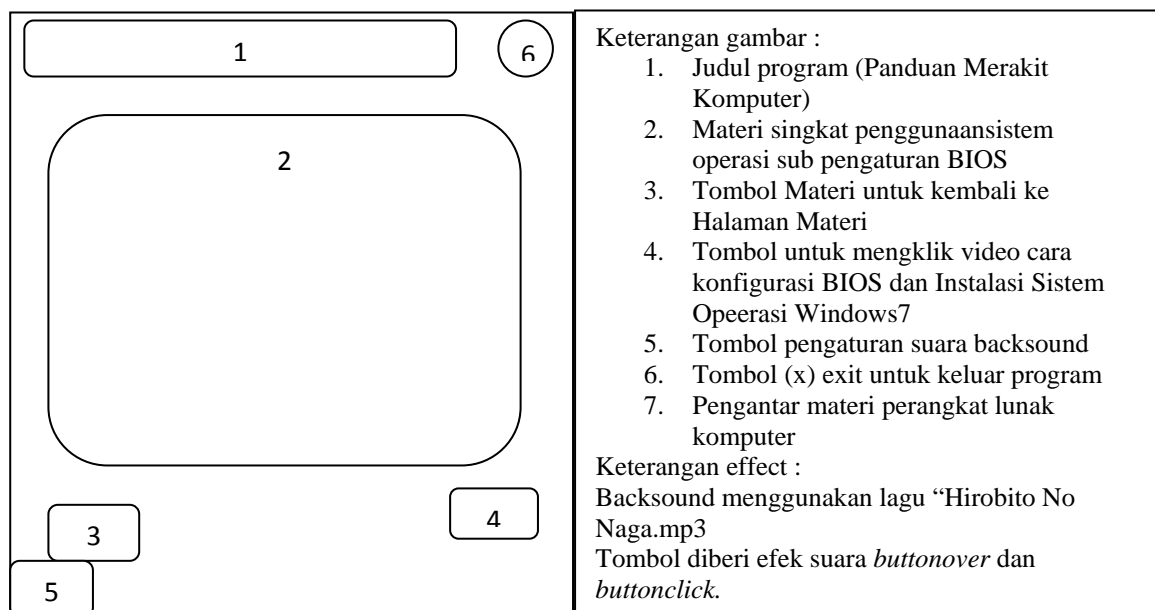 1
6
2
3
4
5
Keterangan gambar :
1. Judul program (Panduan Merakit
Komputer)
2. Materi singkat penggunaansistem
operasi sub pengaturan BIOS
3. Tombol Materi untuk kembali ke
Halaman Materi
4. Tombol untuk mengklik video cara
konfigurasi BIOS dan Instalasi Sistem
Opeerasi Windows7
5. Tombol pengaturan suara backsound
6. Tombol (x) exit untuk keluar program
7. Pengantar materi perangkat lunak
komputer
Keterangan effect :
Backsound menggunakan lagu “Hirobito No
Naga.mp3
Tombol diberi efek suara buttonover dan
buttonclick.